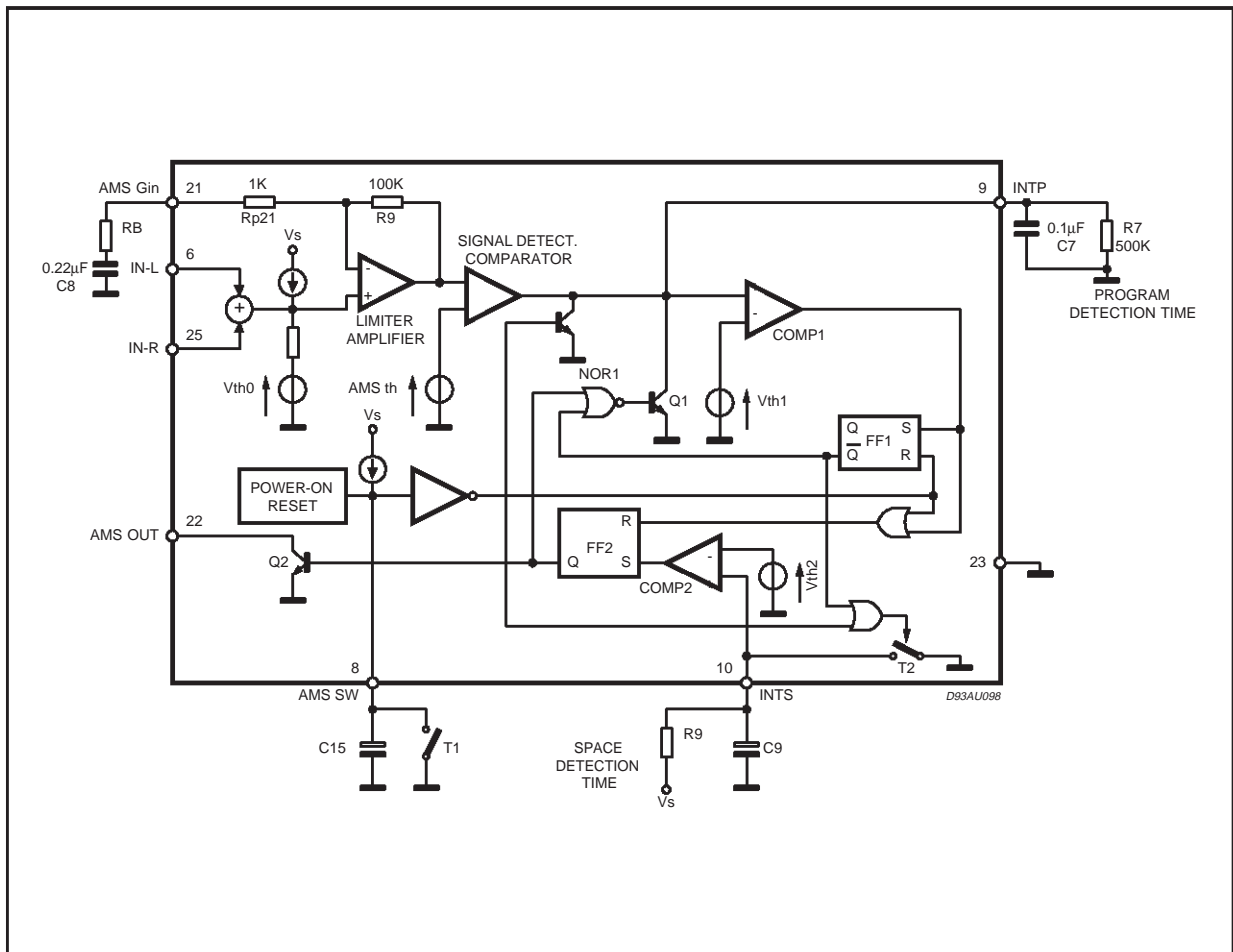 AMS Gin
21
1K
Rp21
100K
R9
9
INTP
RB
0.22µF
C8
6
IN-L
Vs
+
-
+
LIMITER
AMPLIFIER
SIGNAL DETECT.
COMPARATOR
0.1µF
C7
R7
500K
PROGRAM
DETECTION TIME
25
IN-R
Vth0
AMS th
NOR1
Q1
-
COMP1
Vth1
Vs
Q
S
FF1
Q
R
POWER-ON
RESET
22
AMS OUT
Q2
R
FF2
Q
S
-
-
COMP2
Vth2
23
T2
8
AMS SW
10
INTS
D93AU098
C15
T1
SPACE
DETECTION
TIME
R9
C9
Vs